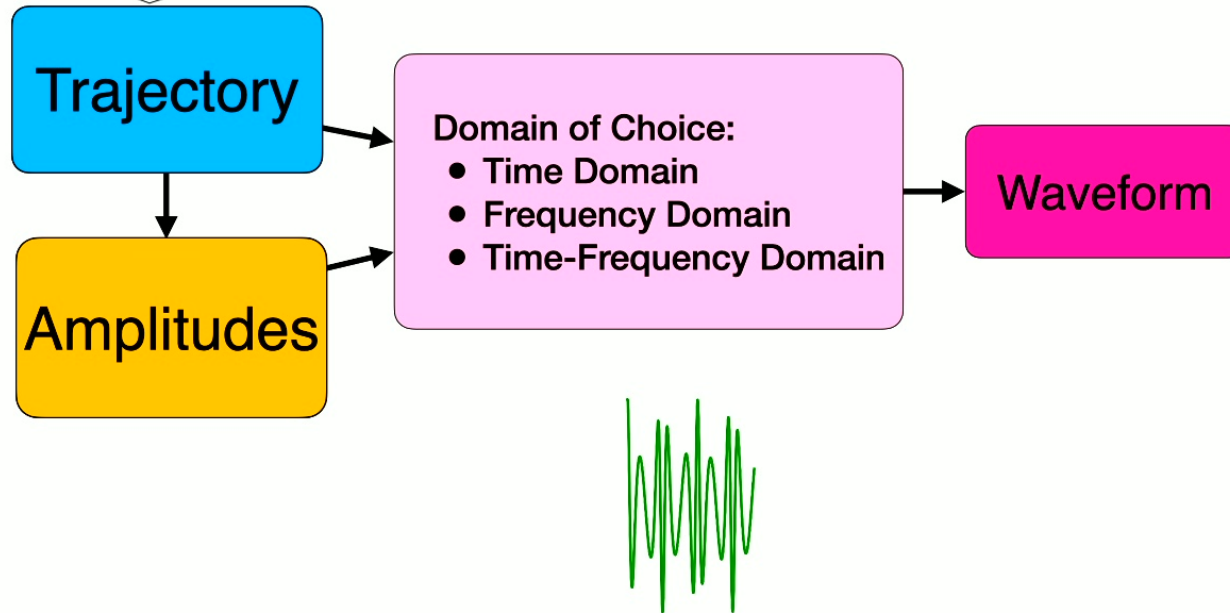 Trajectory
Amplitudes
Domain of Choice:
● Time Domain
● Frequency Domain
● Time-Frequency Domain
Waveform